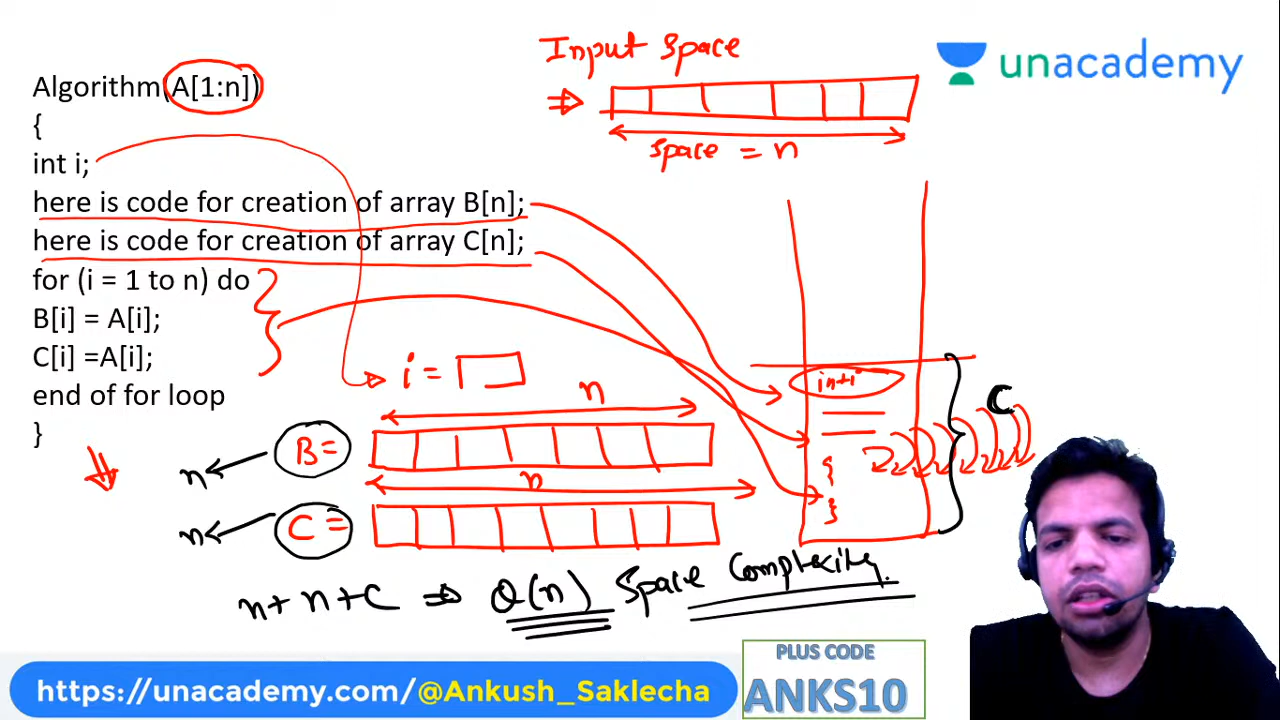 Input Space
unacademy
Algorithm(A[1:n])
{
int i;
space = n
here is code for creation of array B[n];
here is code for creation of array C[n];
for (i = 1 to n) do
B[i] = A[i];
C[i] =A[i];
end of for loop
}
i =
n
B=
n
n
C=
n
int i
{
}
C
n+n+C ⇒ O(n) Space Complexity
PLUS CODE
ANKS10
https://unacademy.com/@Ankush_Saklecha